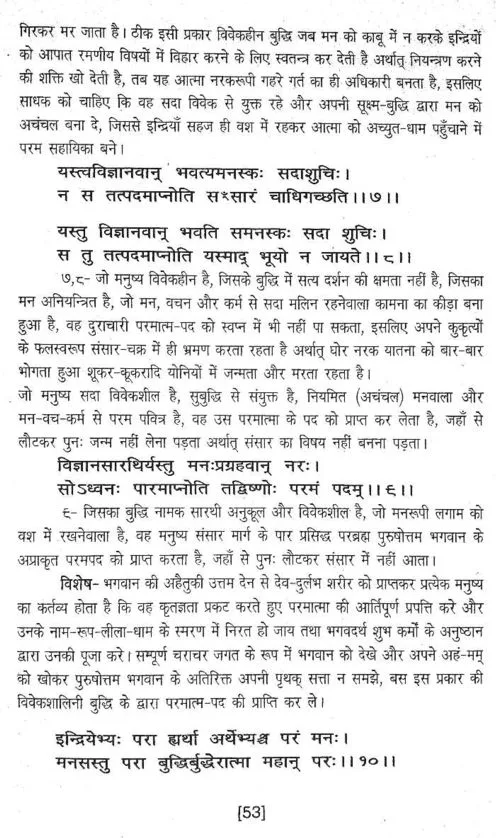 गिरकर मर जाता है। ठीक इसी प्रकार विवेकहीन बुद्धि जब मन को काबू में न करके इन्द्रियों
को आपात रमणीय विषयों में विहार करने के लिए स्वतन्त्र कर देती है अर्थात् नियन्त्रण करने
की शक्ति खो देती है, तब यह आत्मा नरकरूपी गहरे गर्त का ही अधिकारी बनता है, इसलिए
साधक को चाहिए कि वह सदा विवेक से युक्त रहे और अपनी सूक्ष्म-बुद्धि द्वारा मन को
अचंचल बना दे, जिससे इन्द्रियाँ सहज ही वश में रहकर आत्मा को अच्युत-धाम पहुँचाने में
परम सहायिका बने।
यस्त्वविज्ञानवान् भवत्यमनस्कः सदाशुचिः।
न स तत्पदमाप्नोति सꣳसारं चाधिगच्छति।।७।।
यस्तु विज्ञानवान् भवति समनस्कः सदा शुचिः।
स तु तत्पदमाप्नोति यस्माद् भूयो न जायते।।८।।
७,८- जो मनुष्य विवेकहीन है, जिसके बुद्धि में सत्य दर्शन की क्षमता नहीं है, जिसका
मन अनियन्त्रित है, जो मन, वचन और कर्म से सदा मलिन रहनेवाला कामना का कीड़ा बना
हुआ है, वह दुराचारी परमात्म-पद को स्वप्न में भी नहीं पा सकता, इसलिए अपने कुकृत्यों
के फलस्वरूप संसार-चक्र में ही भ्रमण करता रहता है अर्थात् घोर नरक यातना को बार-बार
भोगता हुआ शूकर-कूकरादि योनियों में जन्मता और मरता रहता है।
जो मनुष्य सदा विवेकशील है, सुबुद्धि से संयुक्त है, नियमित (अचंचल) मनवाला और
मन-वच-कर्म से परम पवित्र है, वह उस परमात्मा के पद को प्राप्त कर लेता है, जहाँ से
लौटकर पुनः जन्म नहीं लेना पड़ता अर्थात् संसार का विषय नहीं बनना पड़ता।
विज्ञानसारथिर्यस्तु मनःप्रग्रहवान् नरः।
सोऽध्वनः पारमाप्नोति तद्विष्णोः परमं पदम्।।९।।
९- जिसका बुद्धि नामक सारथी अनुकूल और विवेकशील है, जो मनरूपी लगाम को
वश में रखनेवाला है, वह मनुष्य संसार मार्ग के पार प्रसिद्ध परब्रह्म पुरुषोत्तम भगवान के
अप्राकृत परमपद को प्राप्त करता है, जहाँ से पुनः लौटकर संसार में नहीं आता।
विशेष- भगवान की अहैतुकी उत्तम देन से देव-दुर्लभ शरीर को प्राप्तकर प्रत्येक मनुष्य
का कर्तव्य होता है कि वह कृतज्ञता प्रकट करते हुए परमात्मा की आर्तिपूर्ण प्रपत्ति करे और
उनके नाम-रूप-लीला-धाम के स्मरण में निरत हो जाय तथा भगवदर्थ शुभ कर्मों के अनुष्ठान
द्वारा उनकी पूजा करे। सम्पूर्ण चराचर जगत के रूप में भगवान को देखे और अपने अहं-मम्
को खोकर पुरुषोत्तम भगवान के अतिरिक्त अपनी पृथक् सत्ता न समझे, बस इस प्रकार की
विवेकशालिनी बुद्धि के द्वारा परमात्म-पद की प्राप्ति कर ले।
इन्द्रियेभ्यः परा ह्यर्था अर्थेभ्यश्च परं मनः।
मनसस्तु परा बुद्धिर्बुद्धेरात्मा महान् परः।।१०।।
[53]